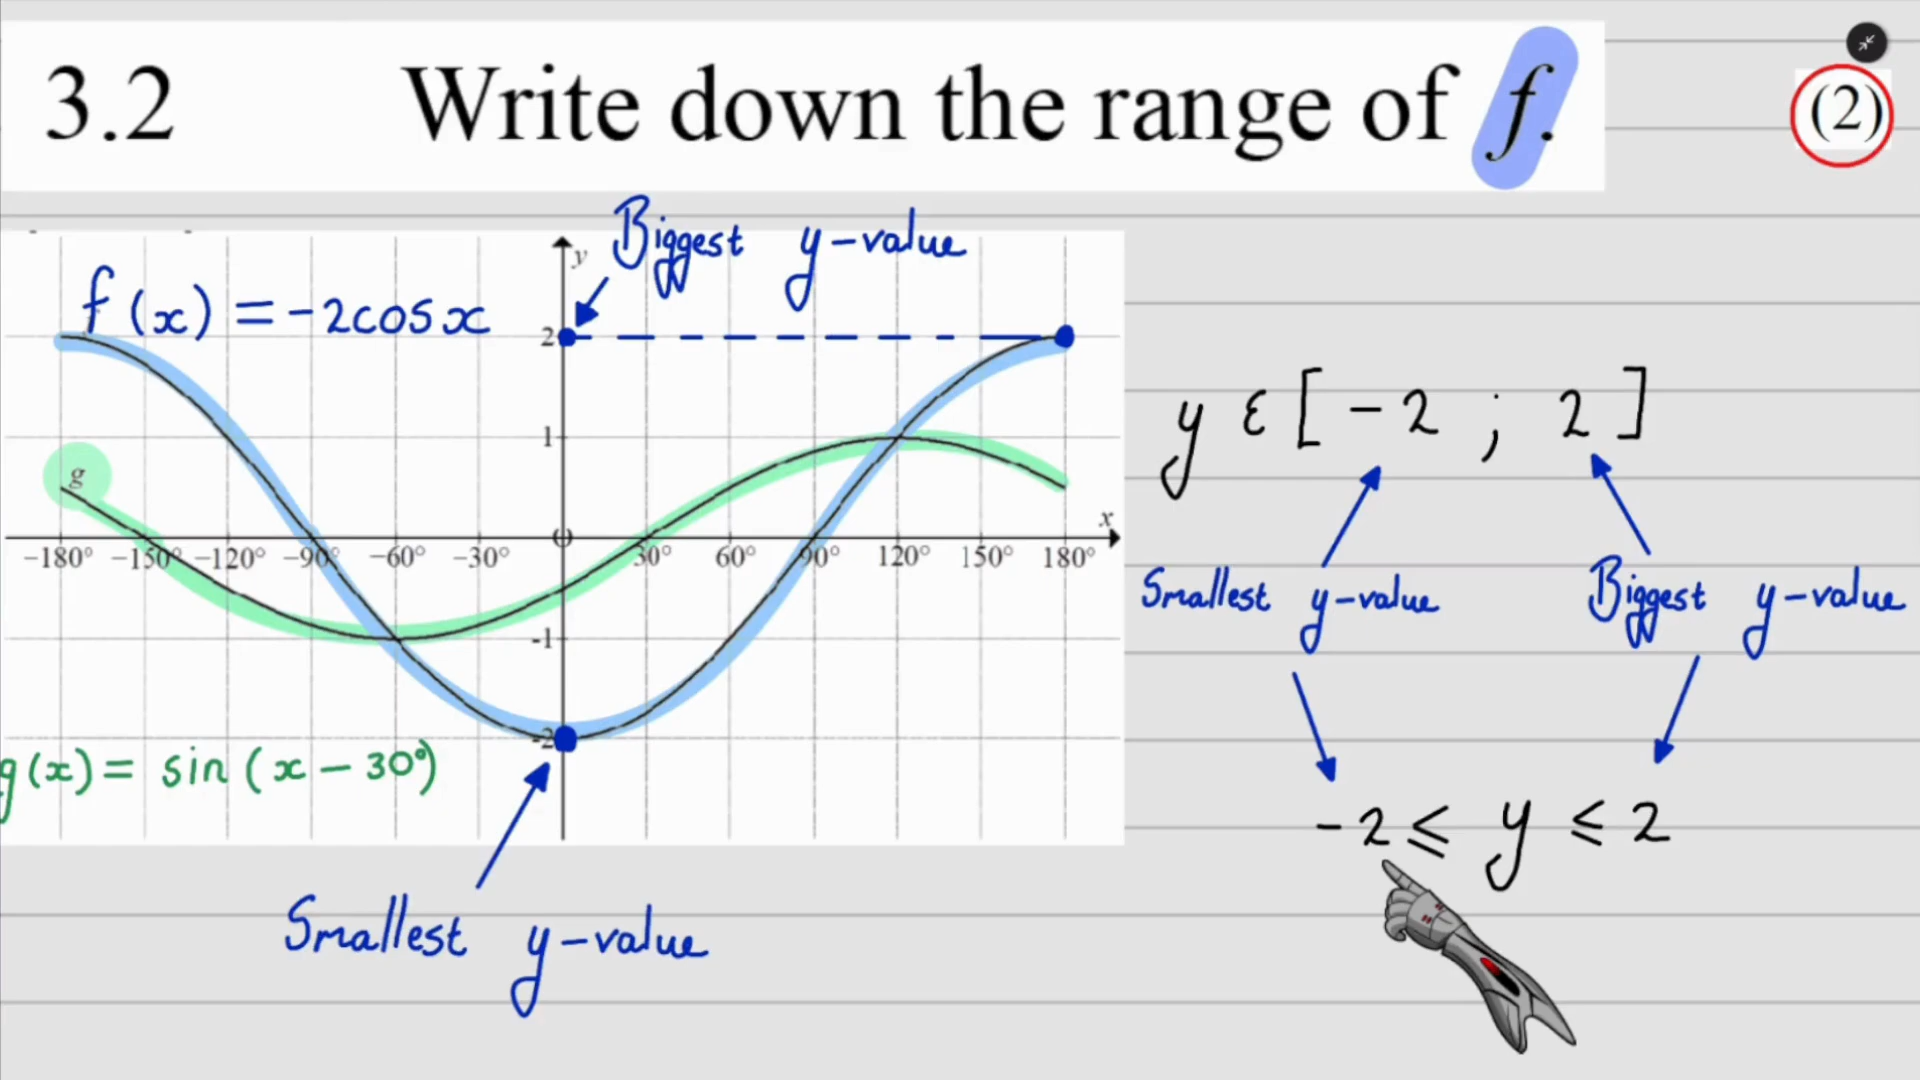 3.2 Write down the range of f. (2)
Biggest y-value
y
f(x) = -2cosx
2
1
y ε [-2 ; 2]
g
x
0
−180° −150° −120° −90° −60° −30° 30° 60° 90° 120° 150° 180°
Smallest y-value Biggest y-value
-1
-2
g(x) = sin(x - 30°)
-2 ≤ y ≤ 2
Smallest y-value